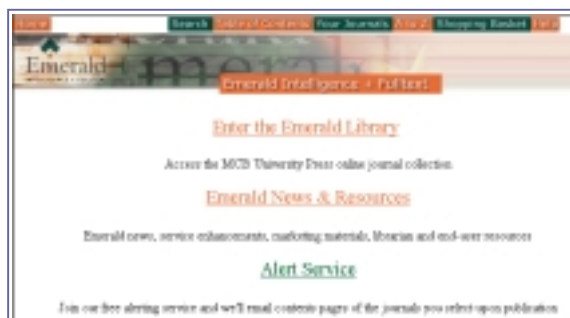 Home Search Table of Contents Your Journals A to Z Shopping Basket Help
Emerald
Emerald Intelligence + Fulltext
Enter the Emerald Library
Access the MCB University Press online journal collection
Emerald News & Resources
Emerald news, service enhancements, marketing materials, librarian and end-user resources
Alert Service
Join our free alerting service and we'll email contents pages of the journals you select upon publication